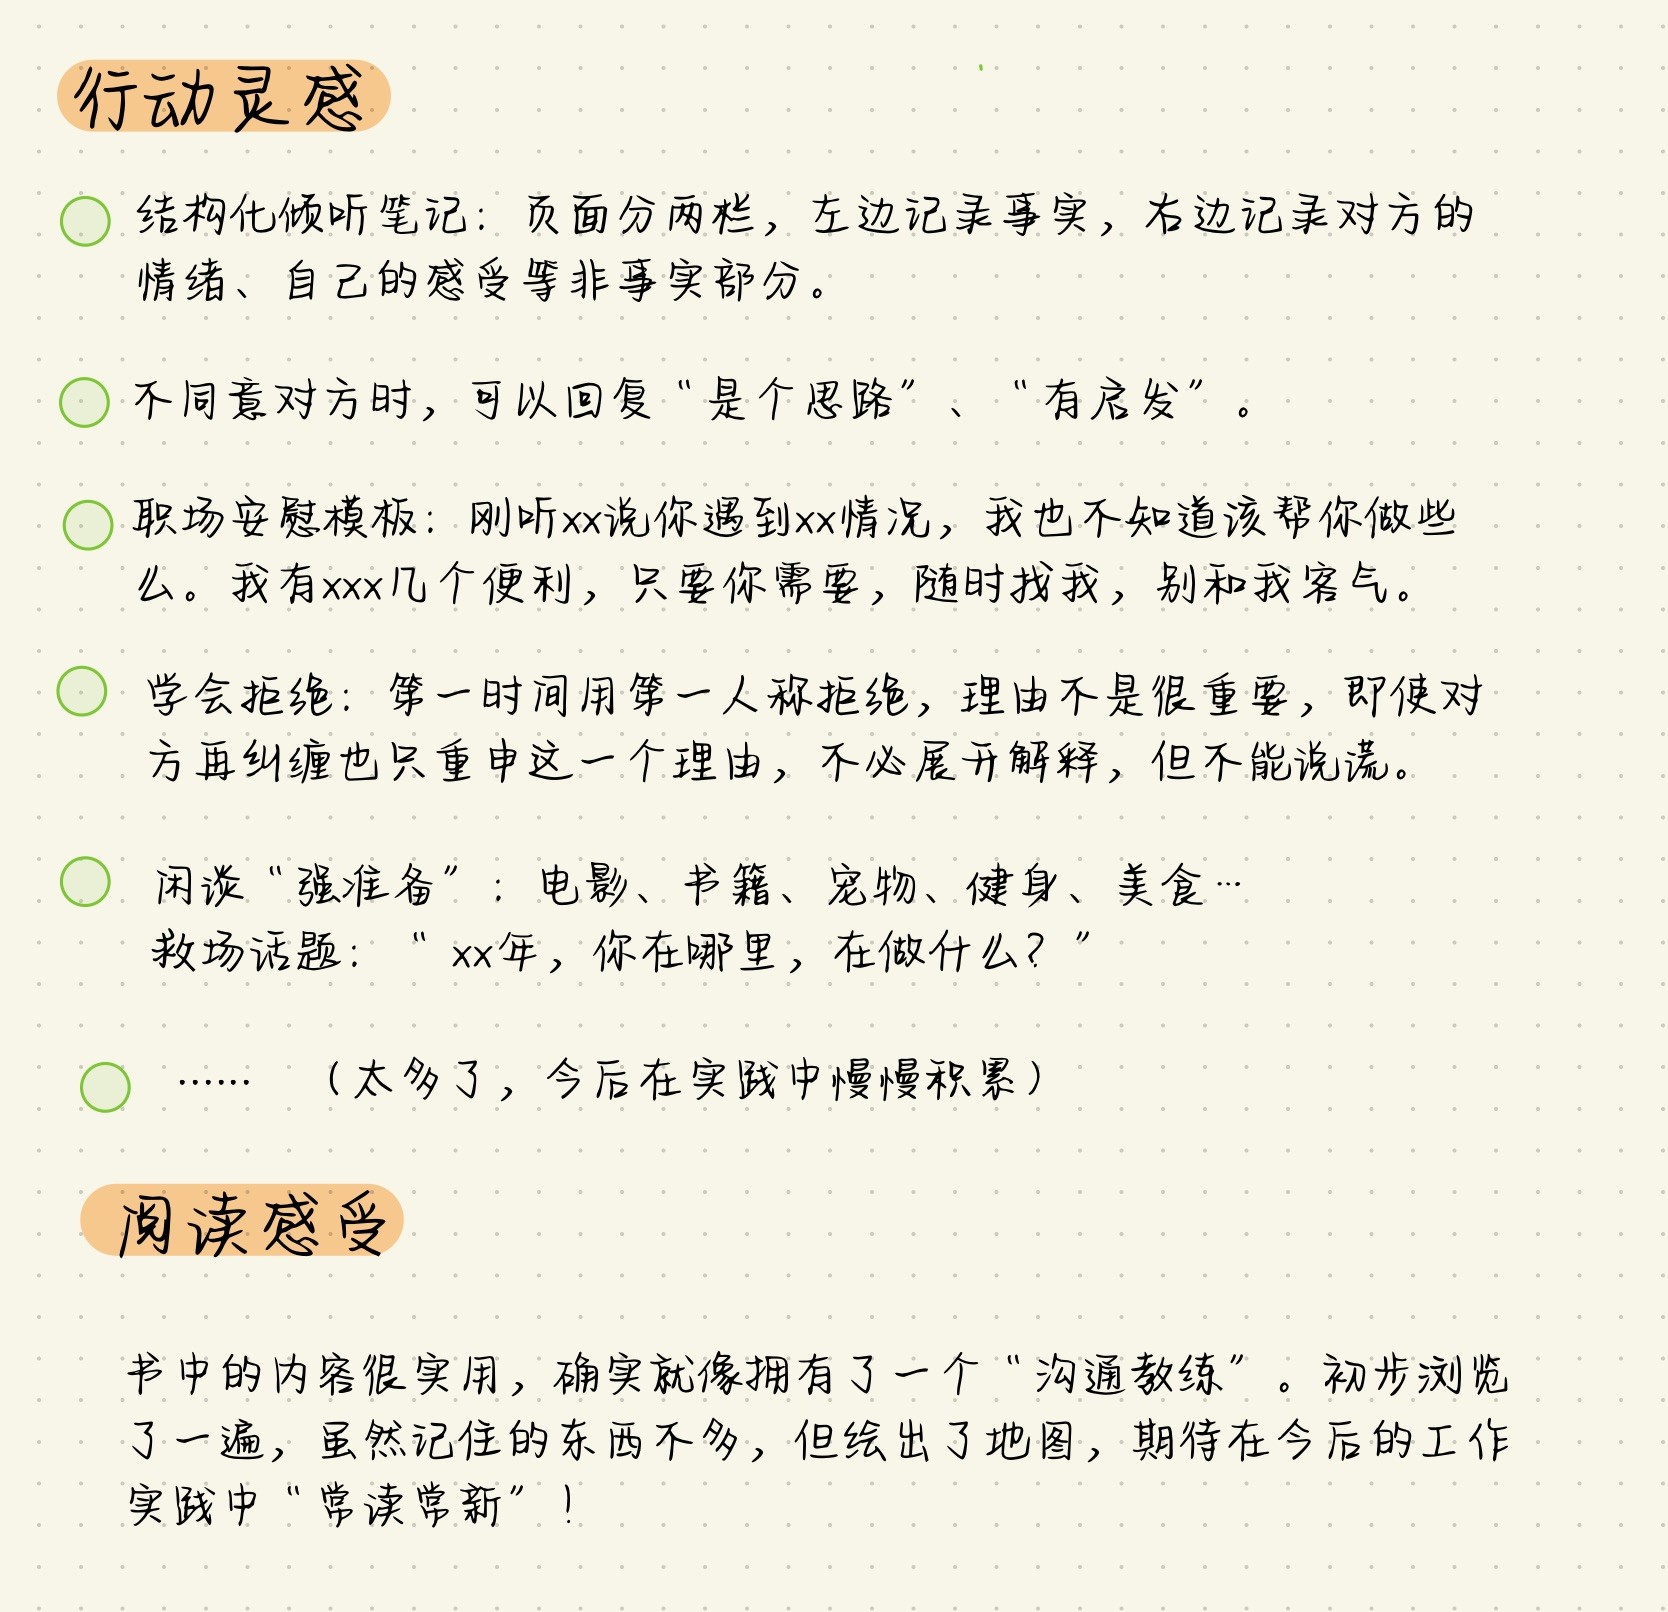 行动灵感
结构化倾听笔记：页面分两栏，左边记录事实，右边记录对方的
情绪、自己的感受等非事实部分。
不同意对方时，可以回复“是个思路”、“有启发”。
职场安慰模板：刚听xx说你遇到xx情况，我也不知道该帮你做些
么。我有xxx几个便利，只要你需要，随时找我，别和我客气。
学会拒绝：第一时间用第一人称拒绝，理由不是很重要，即使对
方再纠缠也只重申这一个理由，不必展开解释，但不能说谎。
闲谈“强准备”：电影、书籍、宠物、健身、美食…
救场话题：“xx年，你在哪里，在做什么？”
……（太多了，今后在实践中慢慢积累）
阅读感受
书中的内容很实用，确实就像拥有了一个“沟通教练”。初步浏览
了一遍，虽然记住的东西不多，但绘出了地图，期待在今后的工作
实践中“常读常新”！